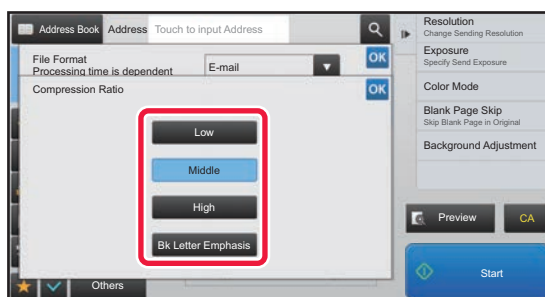 Address Book Address Touch to input Address
File Format
Processing time is dependent
E-mail
OK
Compression Ratio
OK
Low
Middle
High
Bk Letter Emphasis
Others
Resolution
Change Sending Resolution
Exposure
Specify Send Exposure
Color Mode
Blank Page Skip
Skip Blank Page in Original
Background Adjustment
Preview
CA
Start